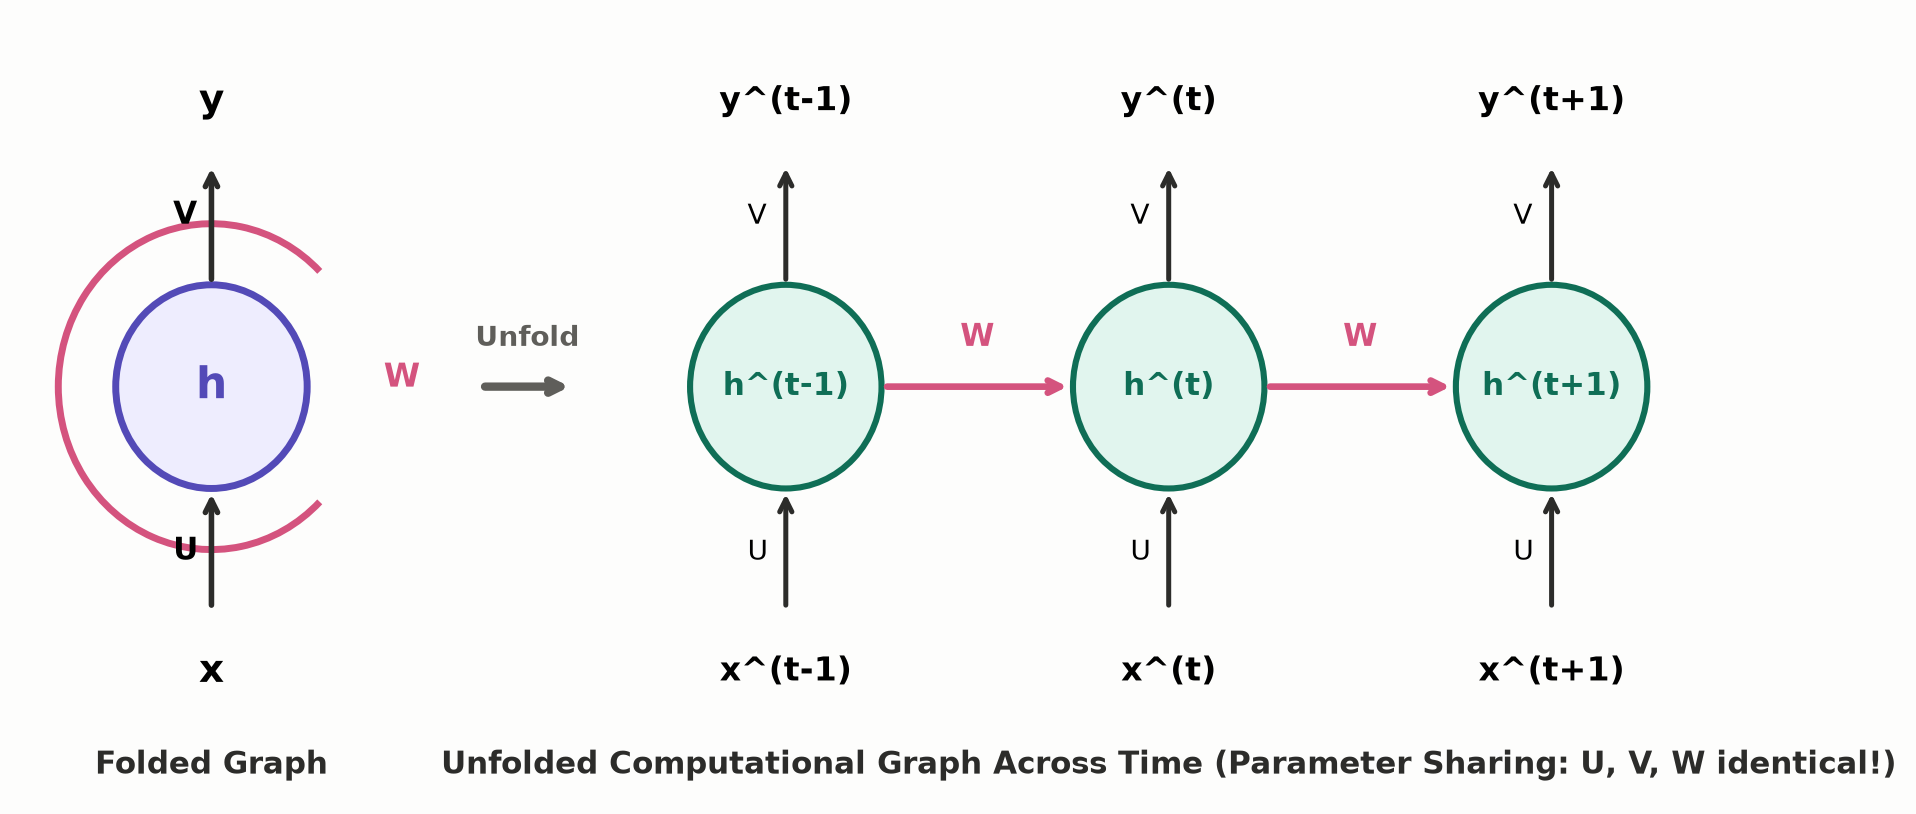 y
y^(t-1)
y^(t)
y^(t+1)
V
V
V
V
Unfold
W
W
W
h
h^(t-1)
h^(t)
h^(t+1)
U
U
U
U
x
x^(t-1)
x^(t)
x^(t+1)
Folded Graph
Unfolded Computational Graph Across Time (Parameter Sharing: U, V, W identical!)